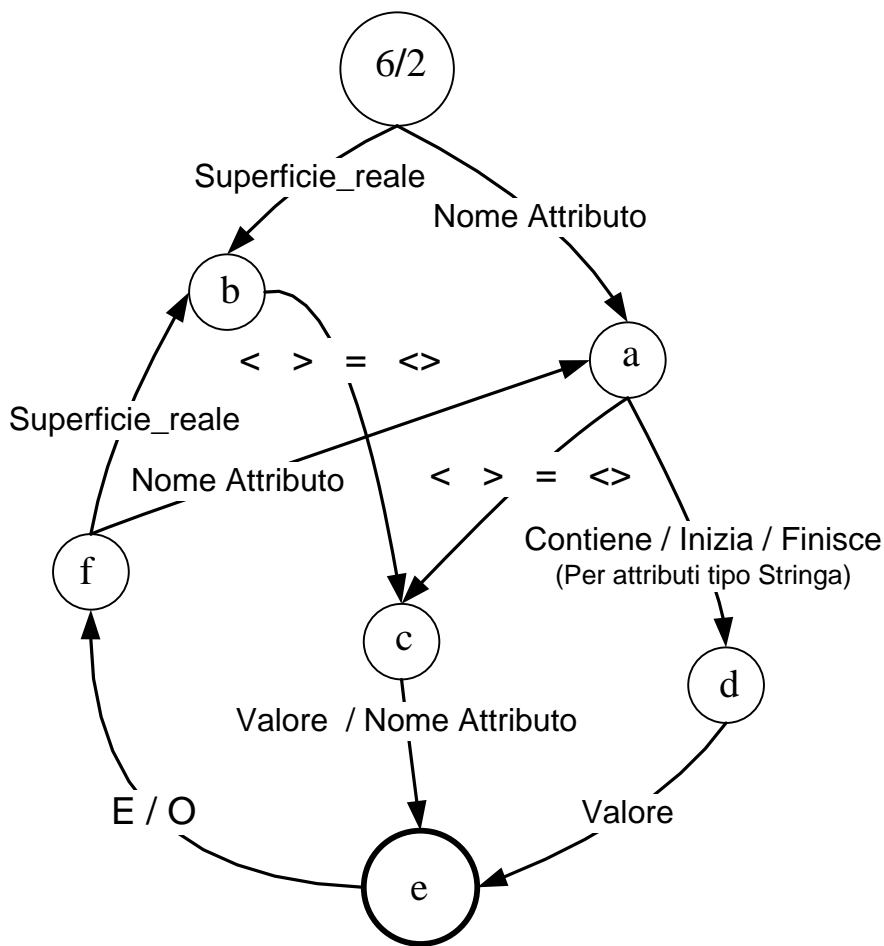 6/2
Superficie_reale
Nome Attributo
b
a
< > = <>
Superficie_reale
Nome Attributo
< > = <>
Contiene / Inizia / Finisce
(Per attributi tipo Stringa)
f
c
d
Valore / Nome Attributo
E / O
Valore
e